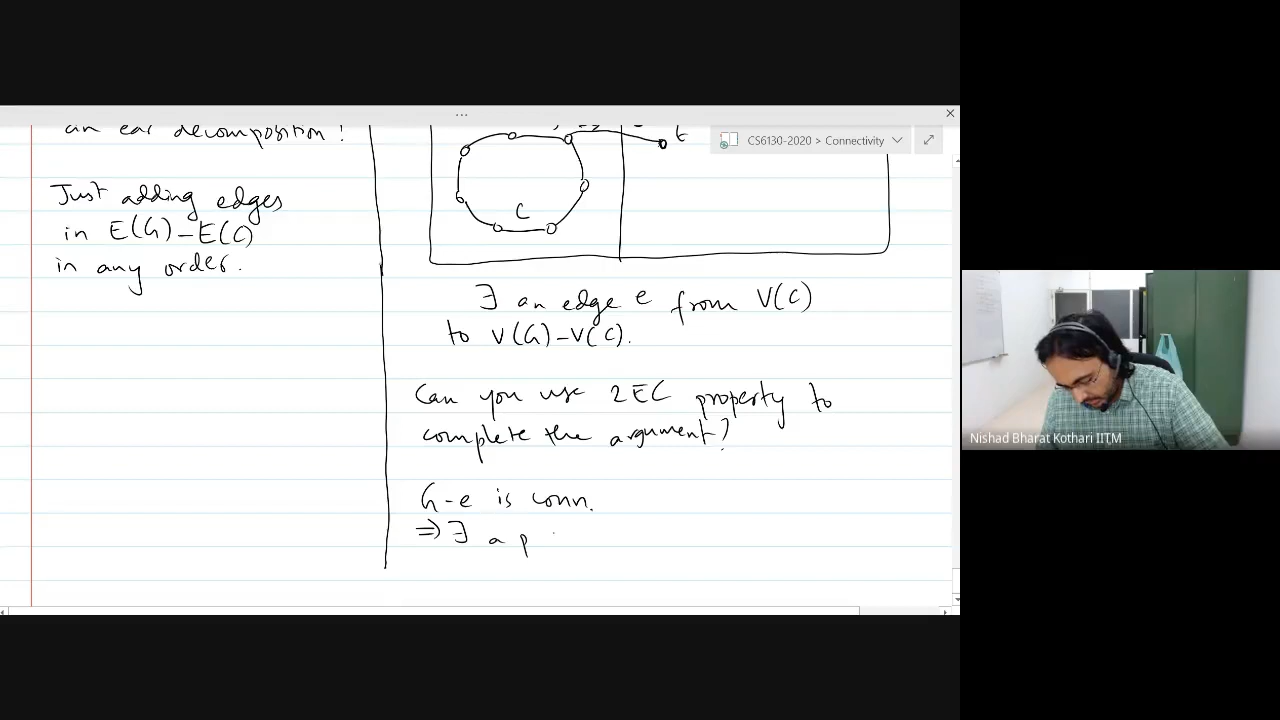 an ear decomposition!
Just adding edges
in E(G) - E(C)
in any order.
t
CS6130-2020 > Connectivity
C
∃ an edge e from V(C)
to V(G) - V(C).
Can you use 2EC property to
complete the argument?
G - e is conn.
⇒ ∃ a p
Nishad Bharat Kothari IITM